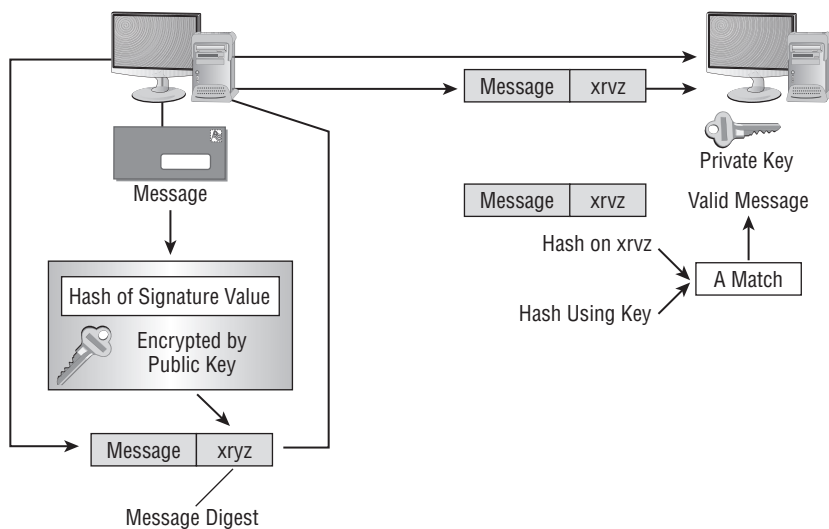 Message xrvz
Private Key
Message
Message xrvz
Valid Message
Hash on xrvz
A Match
Hash Using Key
Hash of Signature Value
Encrypted by
Public Key
Message xryz
Message Digest